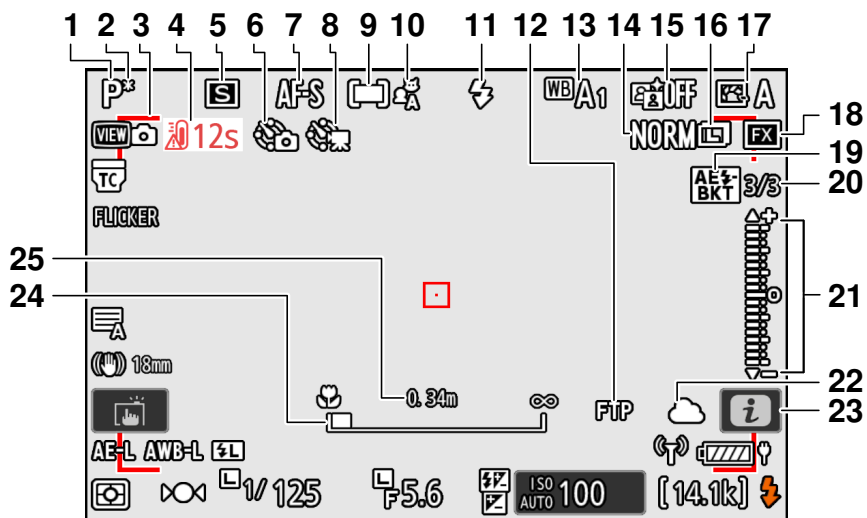 1 2 3 4 5 6 7 8 9 10 11 12 13 14 15 16 17
P* S AF-S A WB A1 OFF A
VIEW 12s NORM L FX 18
TC AE BKT 3/3 19 20
FLICKER
25
24 21
A
18mm
0.34m ∞ FTP 22
i 23
AE-L AWB-L L
L 1/125 L F5.6 ISO AUTO 100 [14.1k]